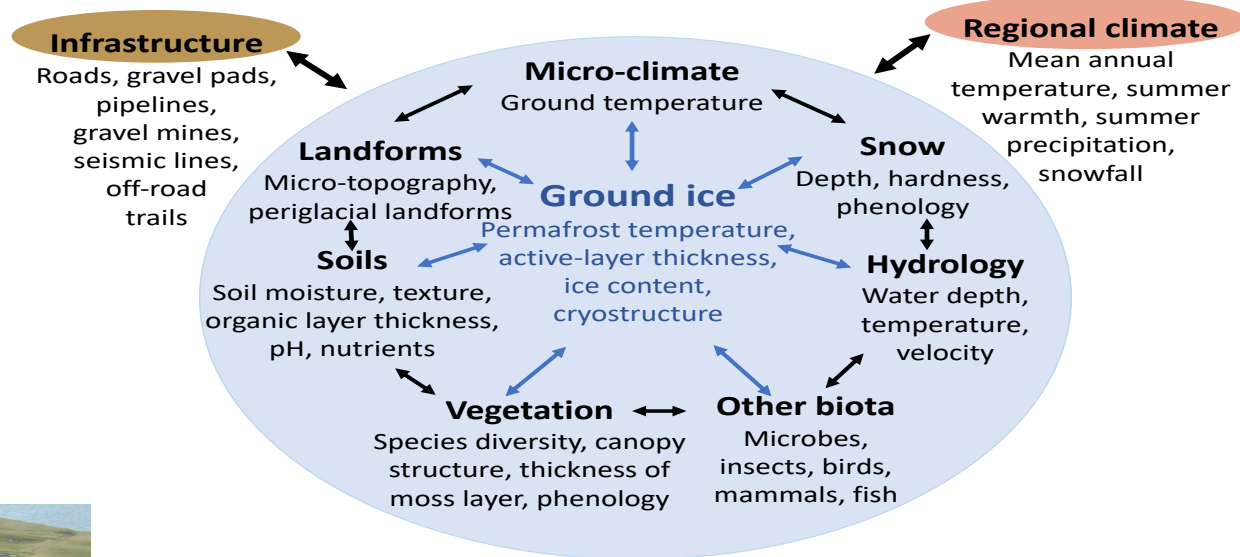 Infrastructure
Roads, gravel pads,
pipelines,
gravel mines,
seismic lines,
off-road
trails
Regional climate
Mean annual
temperature, summer
warmth, summer
precipitation,
snowfall
Micro-climate
Ground temperature
Landforms
Micro-topography,
periglacial landforms
Snow
Depth, hardness,
phenology
Ground ice
Permafrost temperature,
active-layer thickness,
ice content,
cryostructure
Soils
Soil moisture, texture,
organic layer thickness,
pH, nutrients
Hydrology
Water depth,
temperature,
velocity
Vegetation
Species diversity, canopy
structure, thickness of
moss layer, phenology
Other biota
Microbes,
insects, birds,
mammals, fish